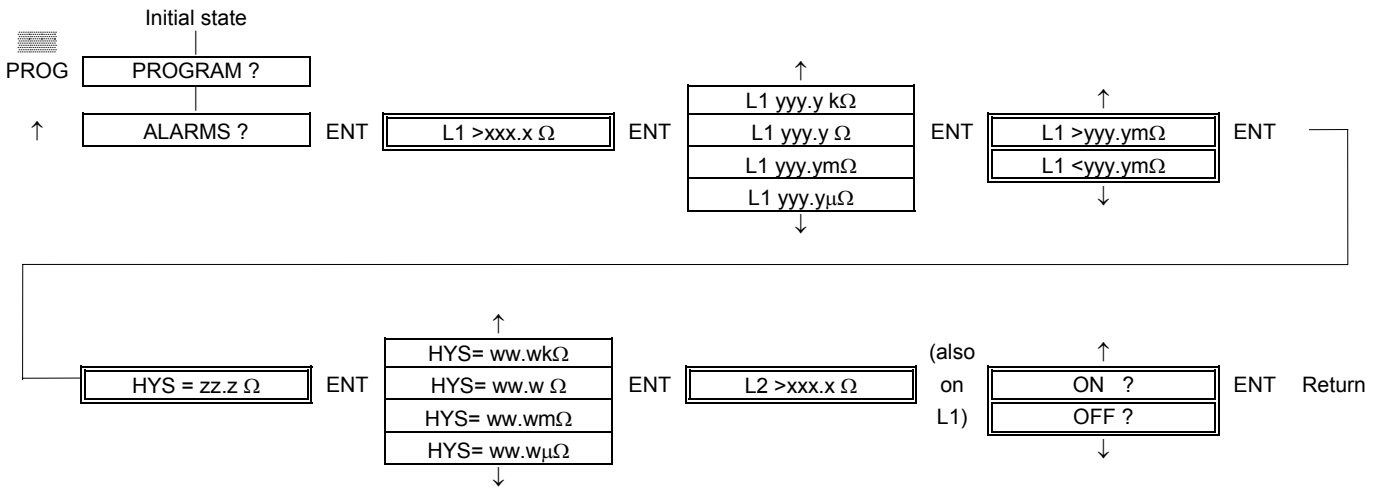 Initial state
PROG PROGRAM ?
↑ ALARMS ? ENT L1 >xxx.x Ω ENT
↑
L1 yyy.y kΩ
L1 yyy.y Ω
L1 yyy.ymΩ
L1 yyy.yμΩ
↓
ENT
↑
L1 >yyy.ymΩ
L1 <yyy.ymΩ
↓
ENT
HYS = zz.z Ω ENT
↑
HYS= ww.wkΩ
HYS= ww.w Ω
HYS= ww.wmΩ
HYS= ww.wμΩ
↓
ENT L2 >xxx.x Ω
(also
on
L1)
↑
ON ?
OFF ?
↓
ENT Return